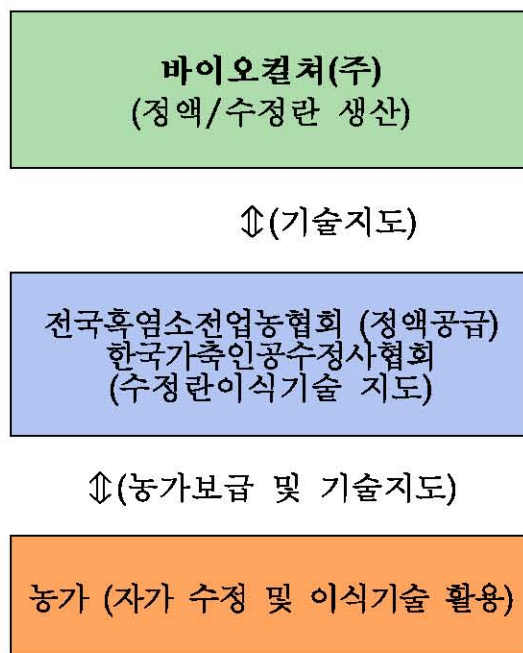 바이오컬쳐(주)
(정액/수정란 생산)
⇕(기술지도)
전국흑염소전업농협회 (정액공급)
한국가축인공수정사협회
(수정란이식기술 지도)
⇕(농가보급 및 기술지도)
농가 (자가 수정 및 이식기술 활용)